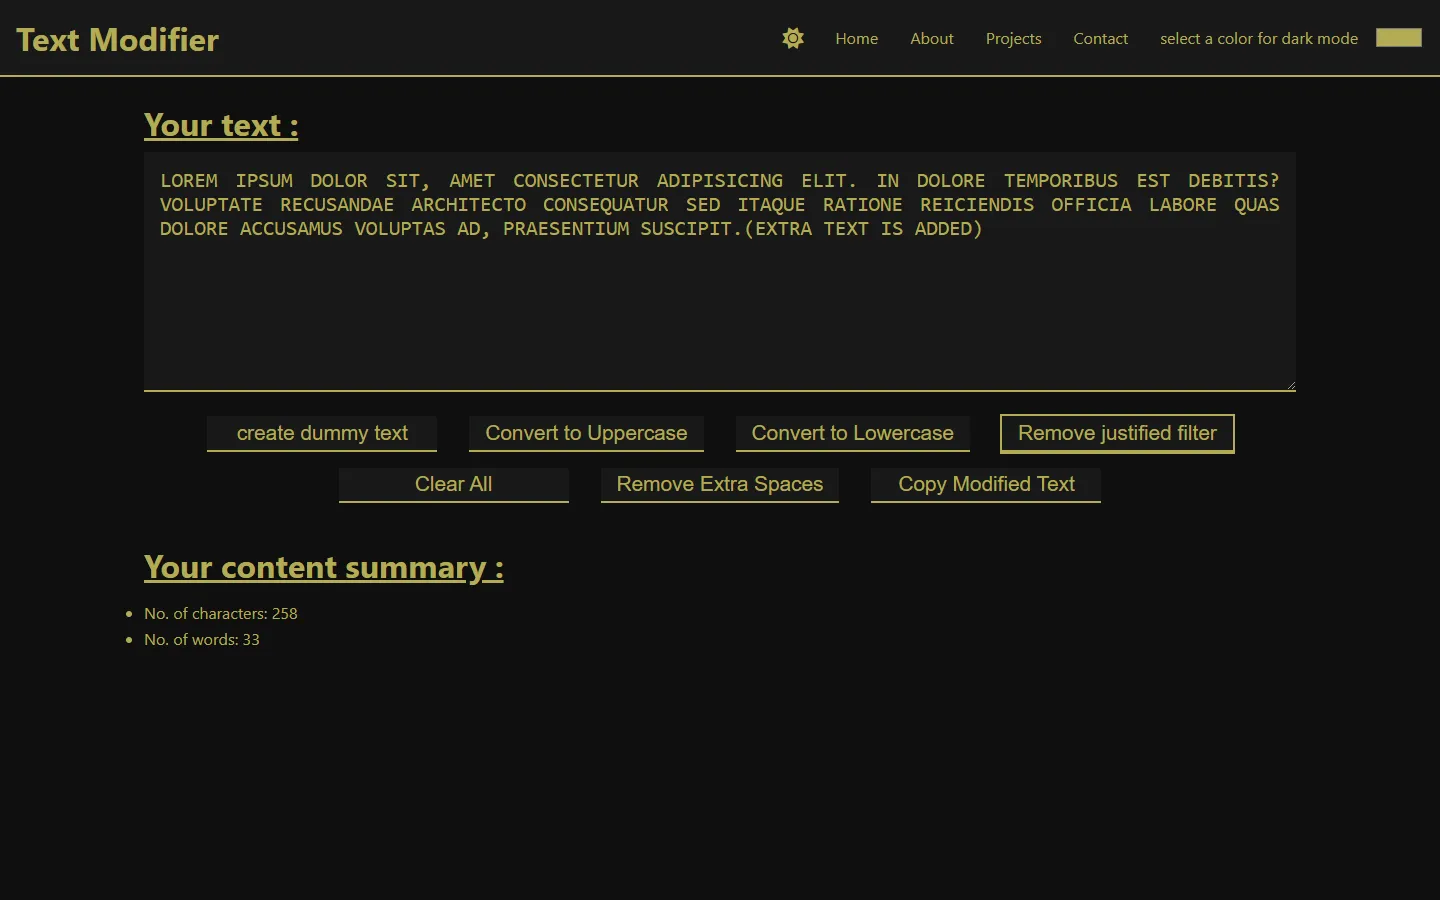 Text Modifier
Home About Projects Contact select a color for dark mode
Your text :
LOREM IPSUM DOLOR SIT, AMET CONSECTETUR ADIPISICING ELIT. IN DOLORE TEMPORIBUS EST DEBITIS?
VOLUPTATE RECUSANDAE ARCHITECTO CONSEQUATUR SED ITAQUE RATIONE REICIENDIS OFFICIA LABORE QUAS
DOLORE ACCUSAMUS VOLUPTAS AD, PRAESENTIUM SUSCIPIT.(EXTRA TEXT IS ADDED)
create dummy text Convert to Uppercase Convert to Lowercase Remove justified filter
Clear All Remove Extra Spaces Copy Modified Text
Your content summary :
• No. of characters: 258
• No. of words: 33